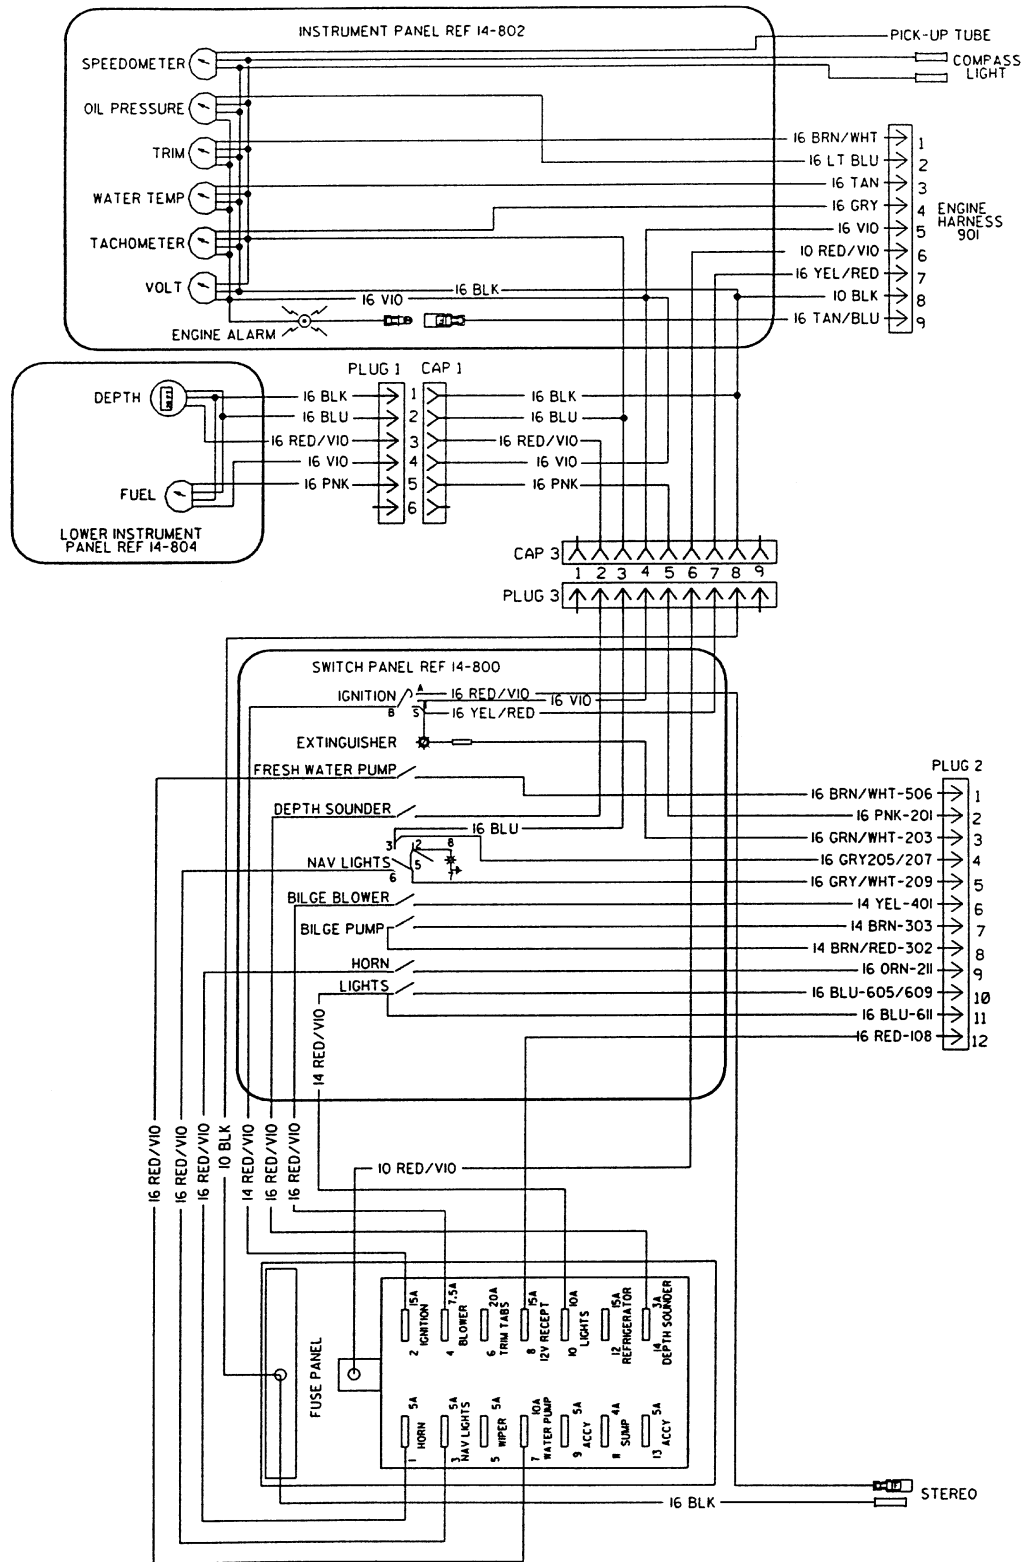 INSTRUMENT PANEL REF 14-802
PICK-UP TUBE
SPEEDOMETER
COMPASS
LIGHT
OIL PRESSURE
16 BRN/WHT 1
TRIM
16 LT BLU 2
16 TAN 3
WATER TEMP
16 GRY 4
ENGINE
HARNESS
901
16 VIO 5
TACHOMETER
10 RED/VIO 6
16 YEL/RED 7
VOLT
16 BLK
10 BLK 8
16 VIO
16 TAN/BLU 9
ENGINE ALARM
PLUG 1 CAP 1
DEPTH
16 BLK 1 16 BLK
16 BLU 2 16 BLU
16 RED/VIO 3 16 RED/VIO
16 VIO 4 16 VIO
16 PNK 5 16 PNK
FUEL
6
LOWER INSTRUMENT
PANEL REF 14-804
CAP 3
1 2 3 4 5 6 7 8 9
PLUG 3
SWITCH PANEL REF 14-800
IGNITION
A
16 RED/VIO
16 VIO
B S
16 YEL/RED
EXTINGUISHER
FRESH WATER PUMP
PLUG 2
16 BRN/WHT-506 1
DEPTH SOUNDER
16 PNK-201 2
16 BLU
16 GRN/WHT-203 3
3 2 8
NAV LIGHTS
5
6
7
16 GRY205/207 4
16 GRY/WHT-209 5
BILGE BLOWER
14 YEL-401 6
BILGE PUMP
14 BRN-303 7
14 BRN/RED-302 8
HORN
16 ORN-211 9
LIGHTS
16 BLU-605/609 10
16 BLU-611 11
16 RED-108 12
14 RED/VIO
16 RED/VIO
16 RED/VIO
16 RED/VIO
10 BLK
14 RED/VIO
16 RED/VIO
16 RED/VIO
10 RED/VIO
FUSE PANEL
2 IGNITION 15A
4 BLOWER 7.5A
6 TRIM TABS 20A
8 12V RECEPT 15A
10 LIGHTS 10A
12 REFRIGERATOR 15A
14 DEPTH SOUNDER 3A
1 HORN 5A
3 NAV LIGHTS 5A
5 WIPER 5A
7 WATER PUMP 10A
9 ACCY 5A
11 SUMP 4A
13 ACCY 5A
STEREO
16 BLK